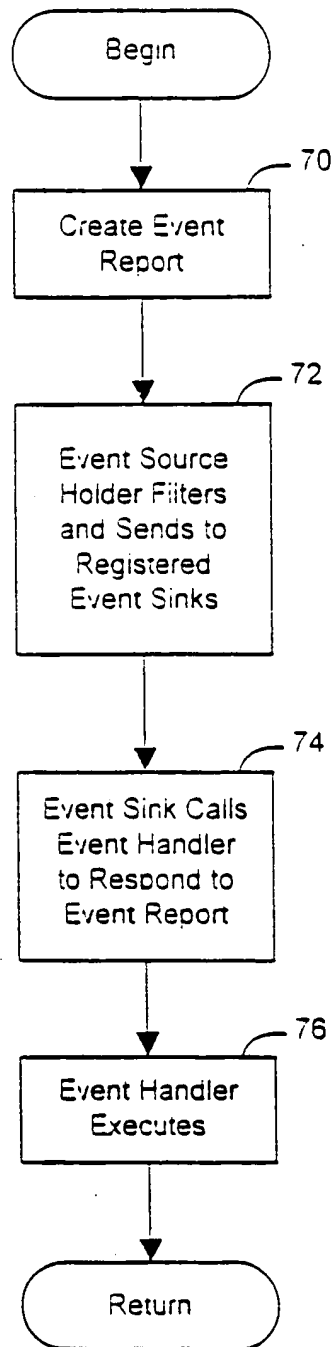 Begin
70
Create Event
Report
72
Event Source
Holder Filters
and Sends to
Registered
Event Sinks
74
Event Sink Calls
Event Handler
to Respond to
Event Report
76
Event Handler
Executes
Return